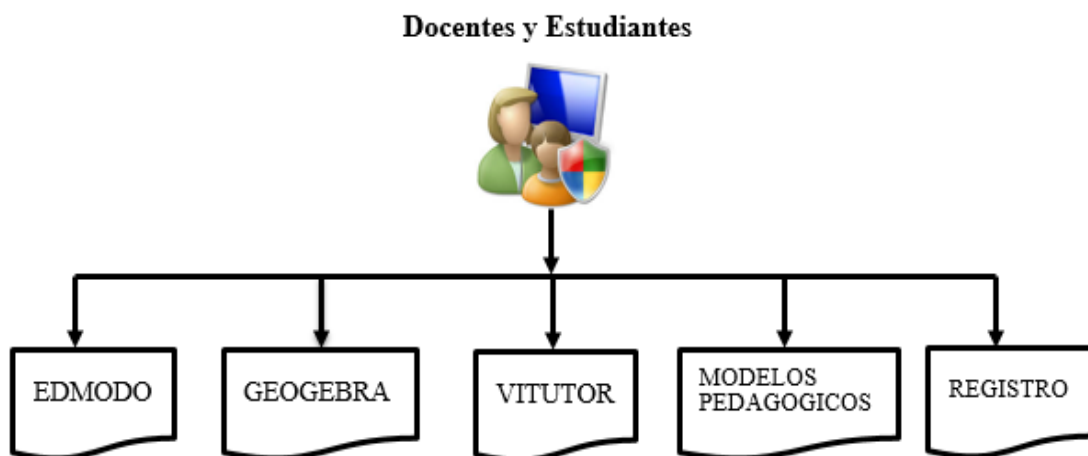 Docentes y Estudiantes
EDMODO
GEOGEBRA
VITUTOR
MODELOS
PEDAGOGICOS
REGISTRO